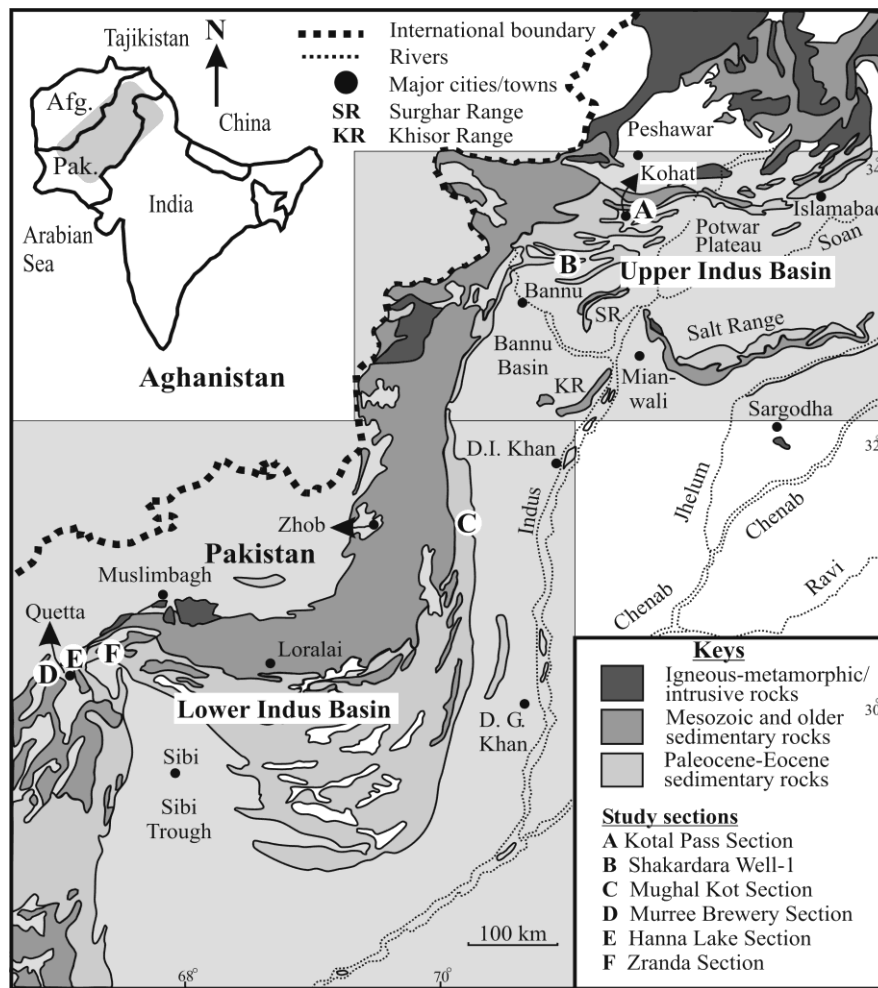 Tajikistan
N
Afg.
China
Pak.
India
Arabian
Sea
International boundary
Rivers
Major cities/towns
SR Surghar Range
KR Khisor Range
Peshawar
Kohat
A
Islamabad
Potwar
Plateau
Soan
B
Upper Indus Basin
Bannu
SR
Salt Range
Bannu
Basin
Mian-
wali
KR
Sargodha
Aghanistan
34
32°
D.I. Khan
Indus
Jhelum
Chenab
Zhob
C
Pakistan
Muslimbagh
Ravi
Chenab
Quetta
D
E
F
Loralai
Lower Indus Basin
D. G.
Khan
30
Sibi
Sibi
Trough
100 km
68°
70°
Keys
Igneous-metamorphic/
intrusive rocks
Mesozoic and older
sedimentary rocks
Paleocene-Eocene
sedimentary rocks
Study sections
A Kotal Pass Section
B Shakardara Well-1
C Mughal Kot Section
D Murree Brewery Section
E Hanna Lake Section
F Zranda Section